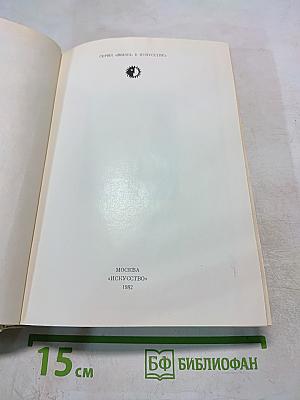 СЕРИЯ «ЖИЗНЬ В ИСКУССТВЕ»
МОСКВА
«ИСКУССТВО»
1982
15 см
БФ БИБЛИОФАН